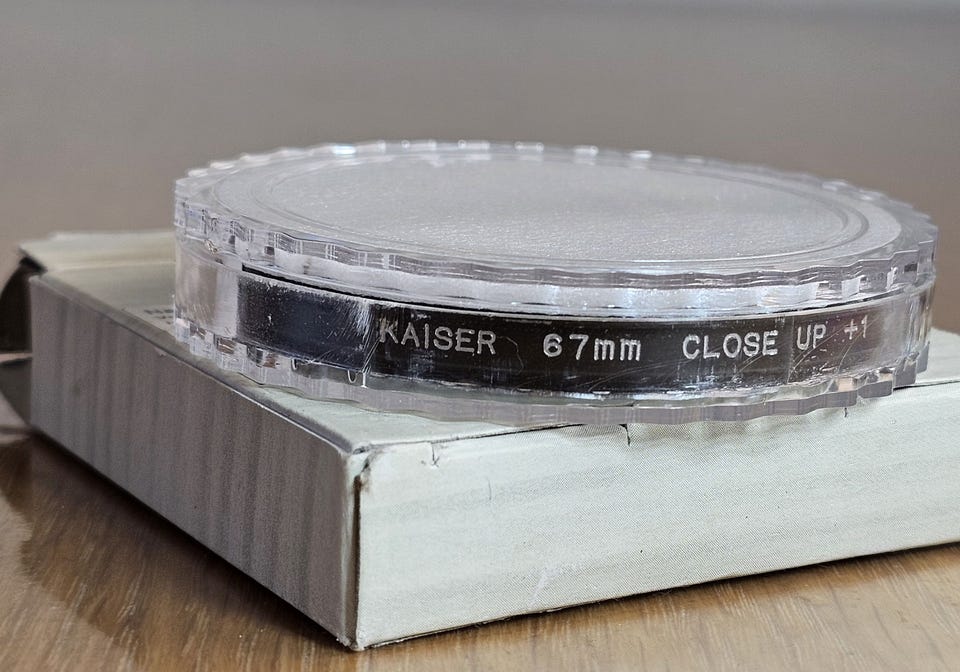 KAISER 67mm CLOSE UP +1